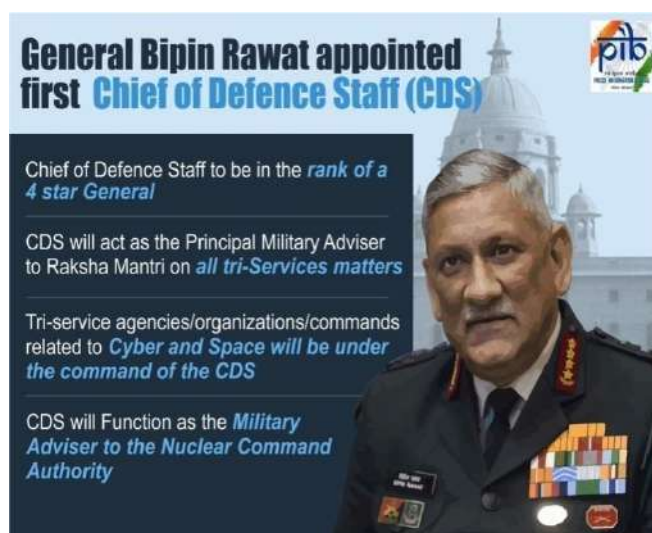 General Bipin Rawat appointed
first Chief of Defence Staff (CDS)
pib
Chief of Defence Staff to be in the rank of a
4 star General
CDS will act as the Principal Military Adviser
to Raksha Mantri on all tri-Services matters
Tri-service agencies/organizations/commands
related to Cyber and Space will be under
the command of the CDS
CDS will Function as the Military
Adviser to the Nuclear Command
Authority
BIPIN RAWAT